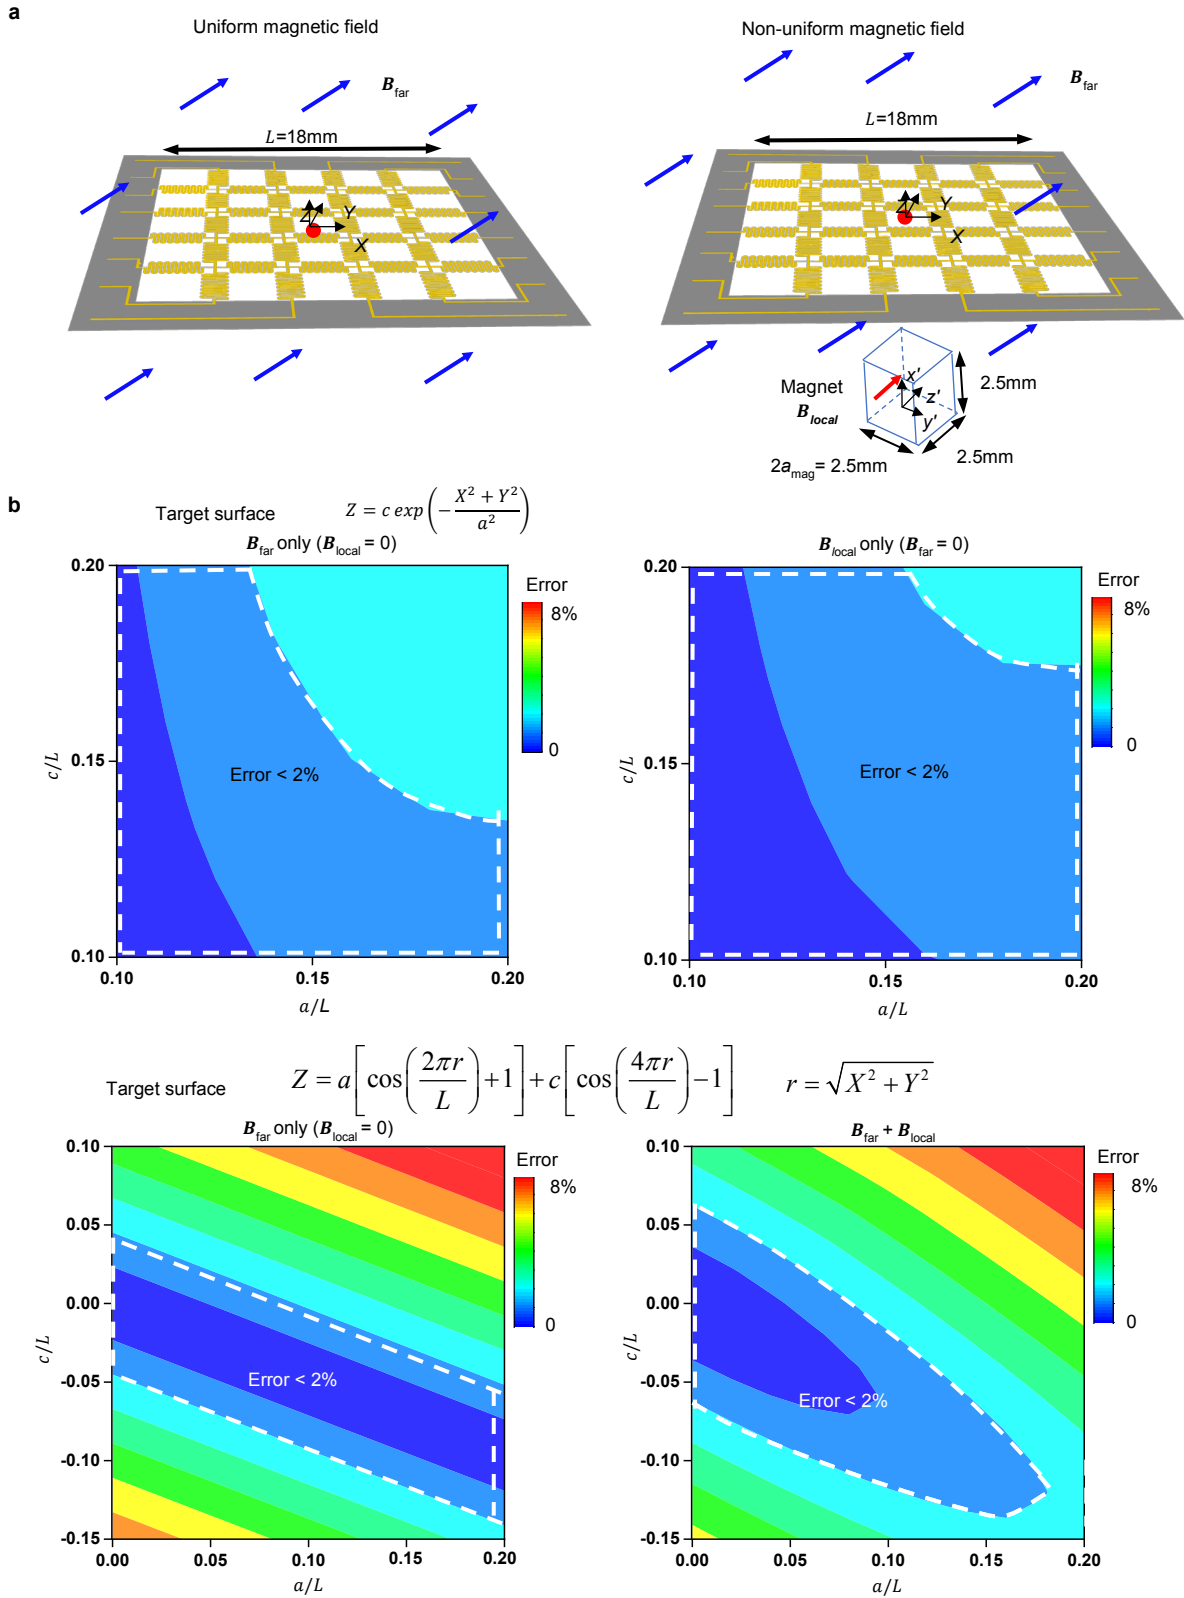 a
Uniform magnetic field
Non-uniform magnetic field
B_far
B_far
L=18mm
L=18mm
Z
Y
X
Z
Y
X
Magnet
B_local
x'
z'
y'
2.5mm
2.5mm
2a_mag= 2.5mm
b
Target surface
Z = c exp(−(X² + Y²)/a²)
B_far only (B_local = 0)
B_local only (B_far = 0)
0.20
0.15
0.10
c/L
Error < 2%
Error
8%
0
0.10 0.15 0.20
a/L
0.20
0.15
0.10
c/L
Error < 2%
Error
8%
0
0.10 0.15 0.20
a/L
Target surface
Z = a[cos(2πr/L)+1]+c[cos(4πr/L)−1]
r = √(X² + Y²)
B_far only (B_local = 0)
B_far + B_local
0.10
0.05
0.00
-0.05
-0.10
-0.15
c/L
Error < 2%
Error
8%
0
0.00 0.05 0.10 0.15 0.20
a/L
0.10
0.05
0.00
-0.05
-0.10
-0.15
c/L
Error < 2%
Error
8%
0
0.00 0.05 0.10 0.15 0.20
a/L